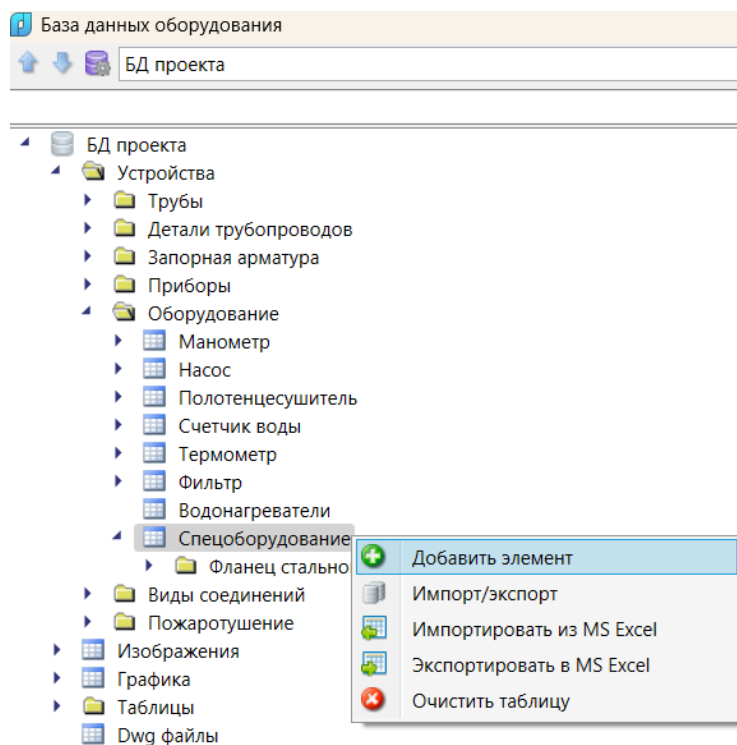 База данных оборудования
БД проекта
БД проекта
Устройства
Трубы
Детали трубопроводов
Запорная арматура
Приборы
Оборудование
Манометр
Насос
Полотенцесушитель
Счетчик воды
Термометр
Фильтр
Водонагреватели
Спецоборудование
Добавить элемент
Фланец стально
Импорт/экспорт
Виды соединений
Пожаротушение
Импортировать из MS Excel
Изображения
Экспортировать в MS Excel
Графика
Очистить таблицу
Таблицы
Dwg файлы